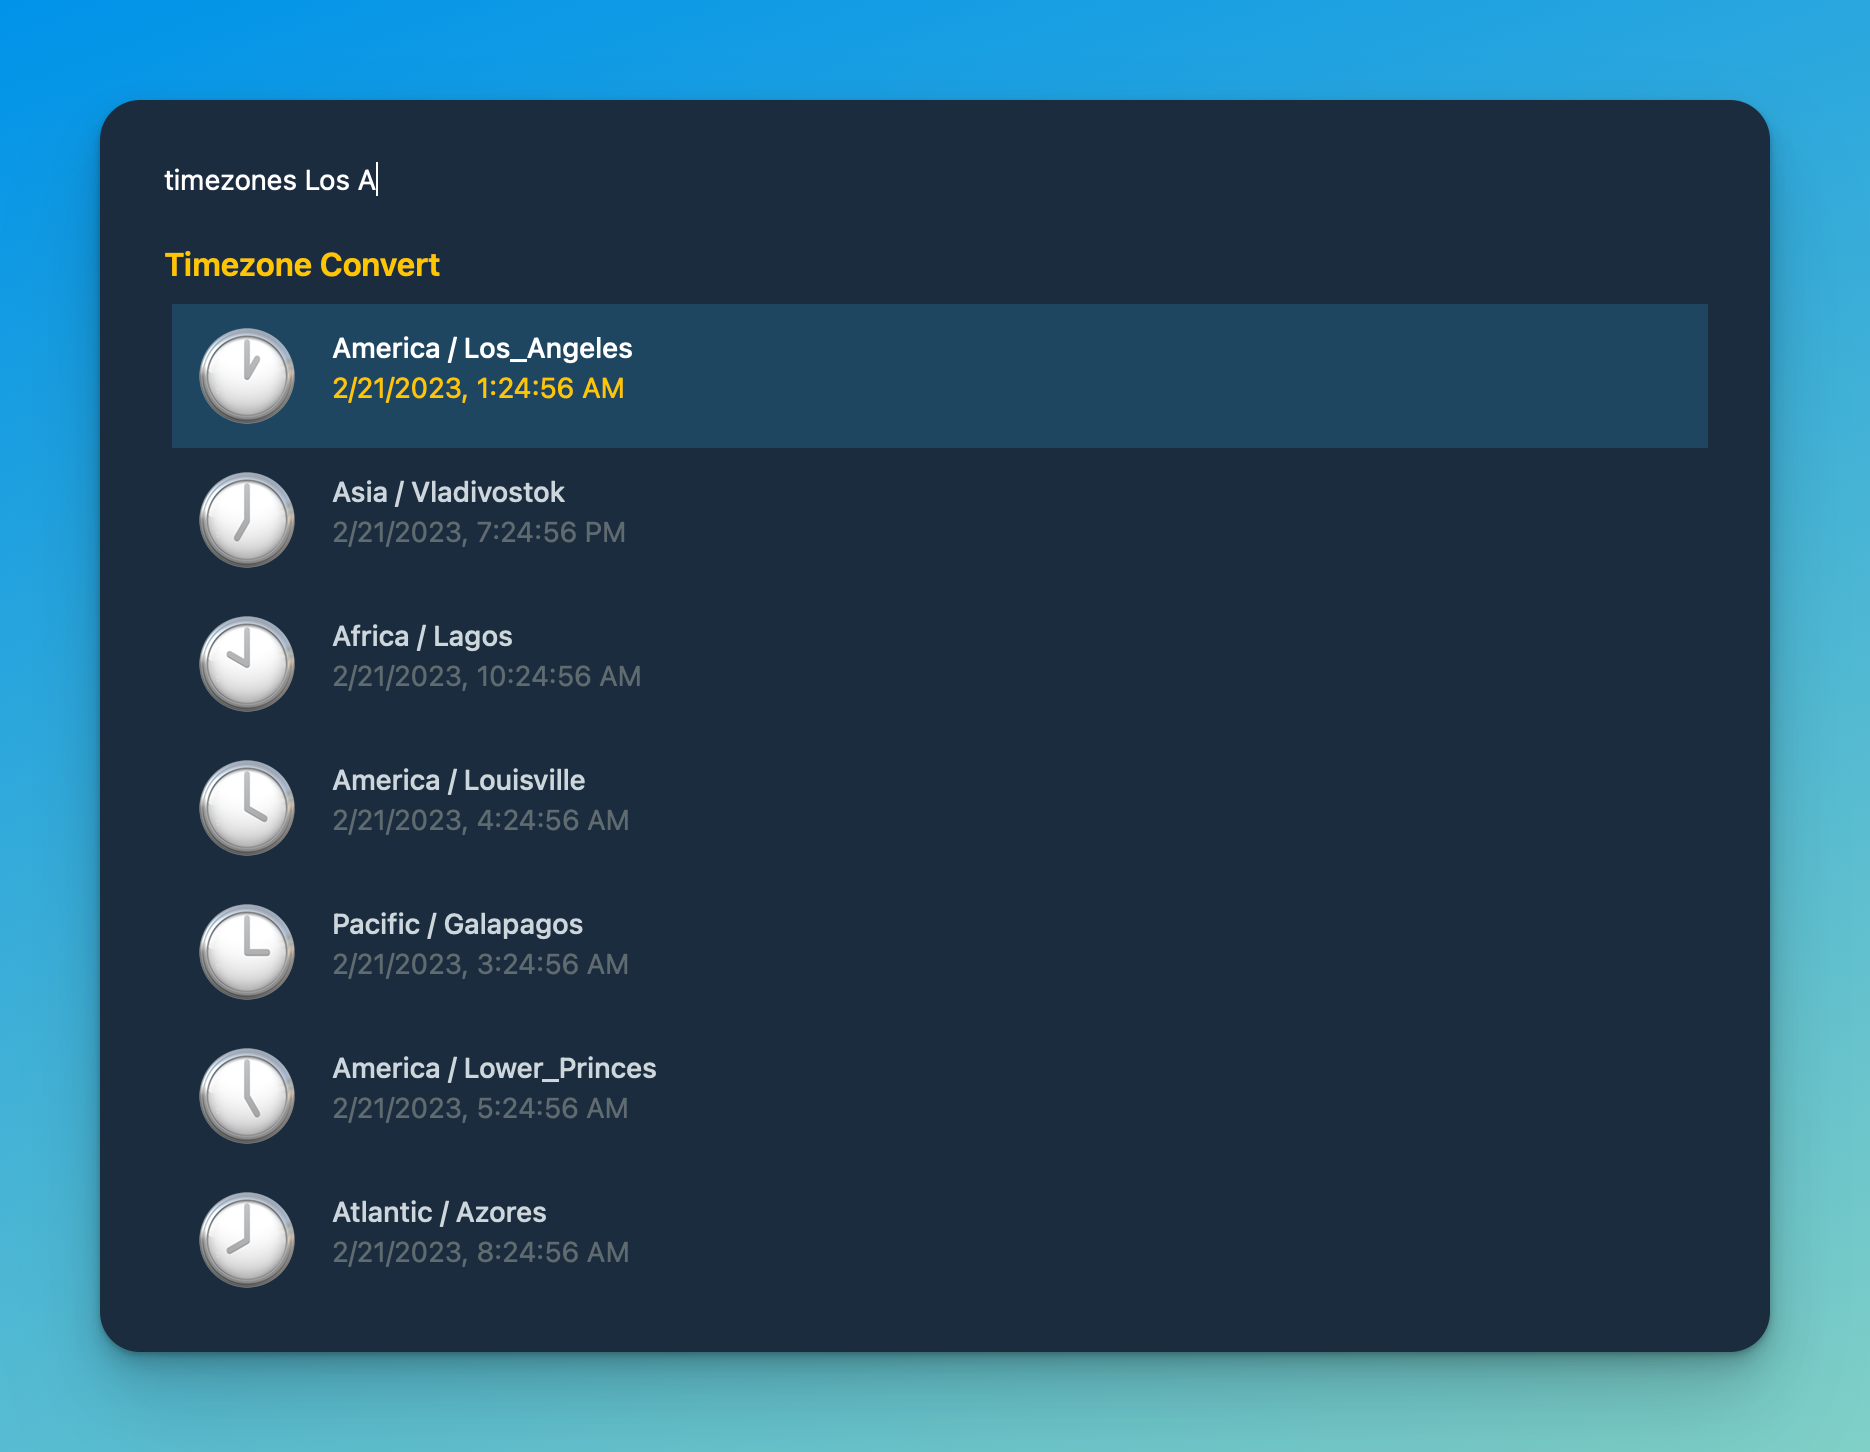 timezones Los A
Timezone Convert
America / Los_Angeles
2/21/2023, 1:24:56 AM
Asia / Vladivostok
2/21/2023, 7:24:56 PM
Africa / Lagos
2/21/2023, 10:24:56 AM
America / Louisville
2/21/2023, 4:24:56 AM
Pacific / Galapagos
2/21/2023, 3:24:56 AM
America / Lower_Princes
2/21/2023, 5:24:56 AM
Atlantic / Azores
2/21/2023, 8:24:56 AM